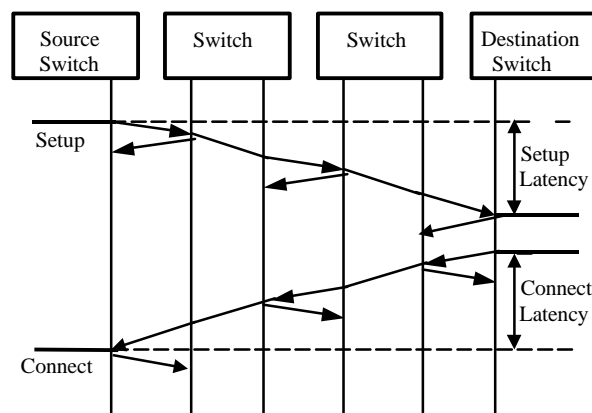 Source
Switch
Switch
Switch
Destination
Switch
Setup
Setup
Latency
Connect
Latency
Connect